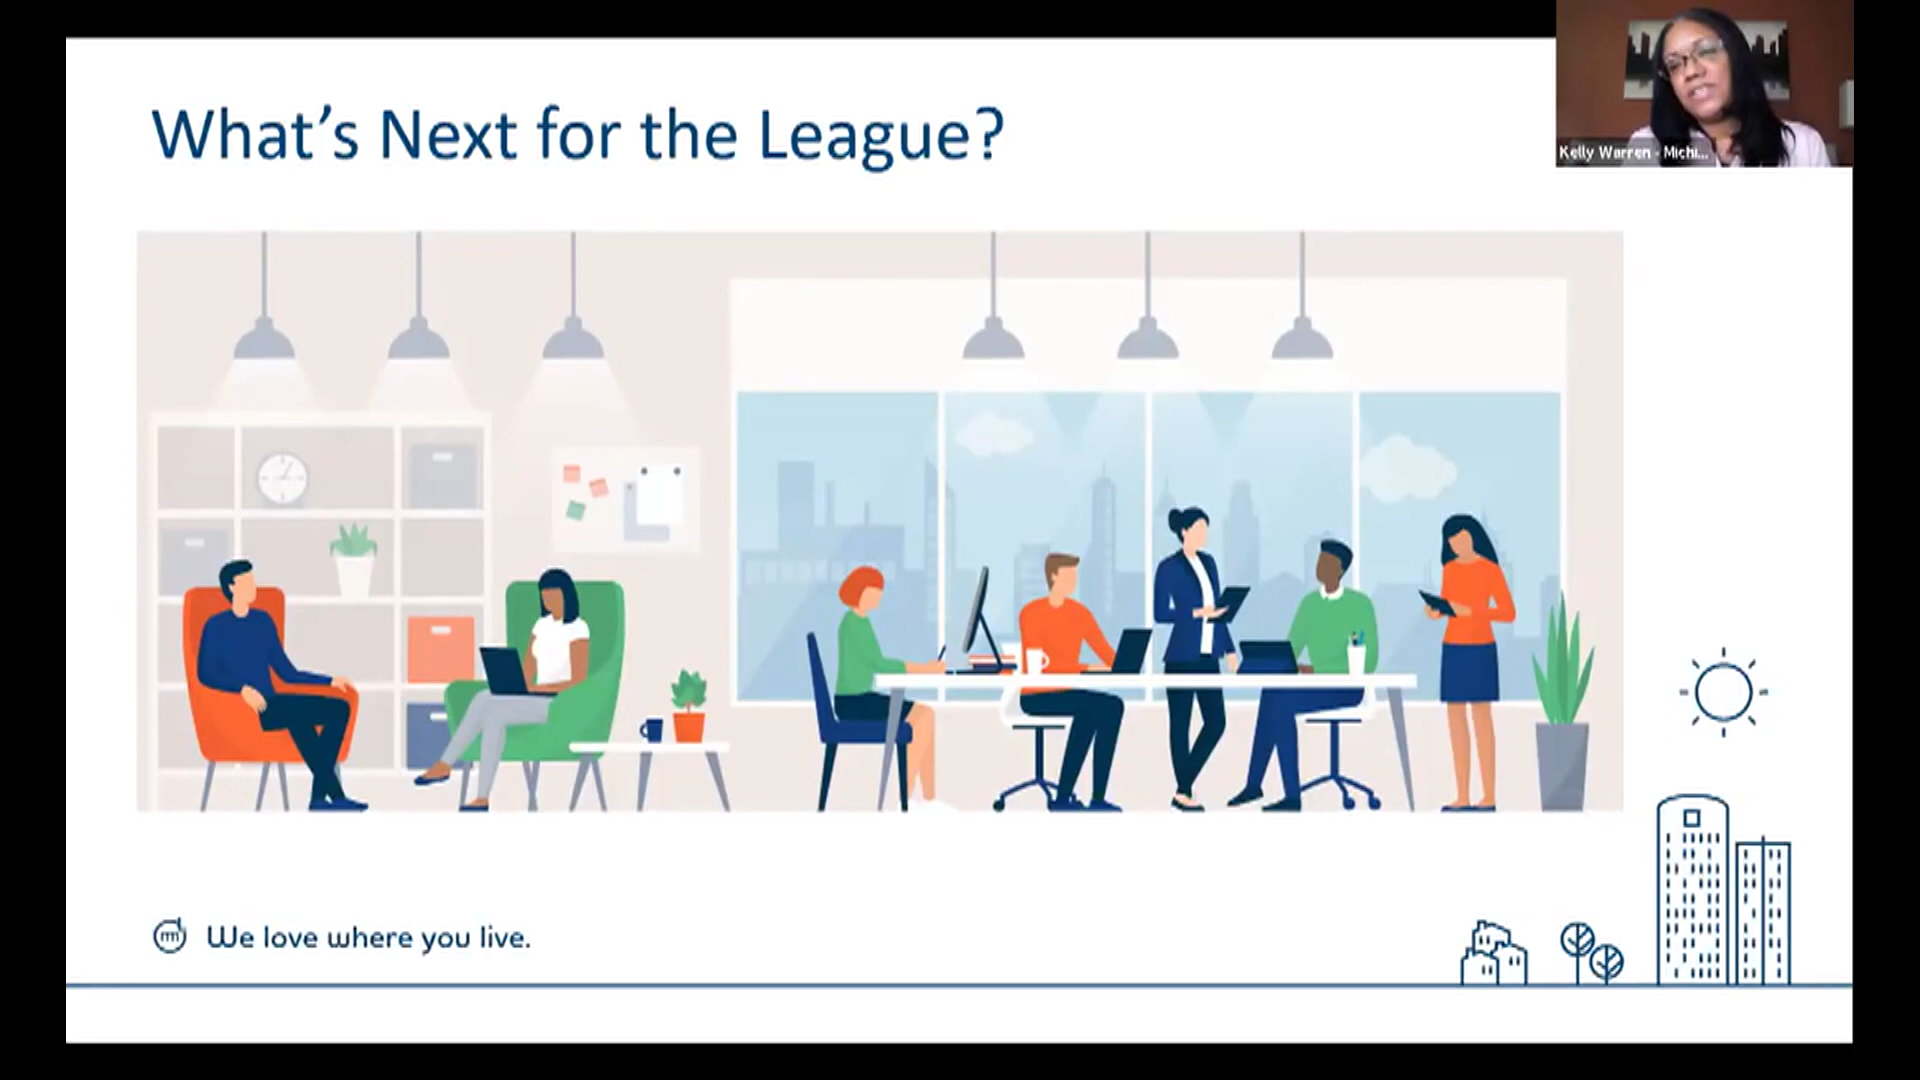 What's Next for the League?
Kelly Warren - Michi...
We love where you live.